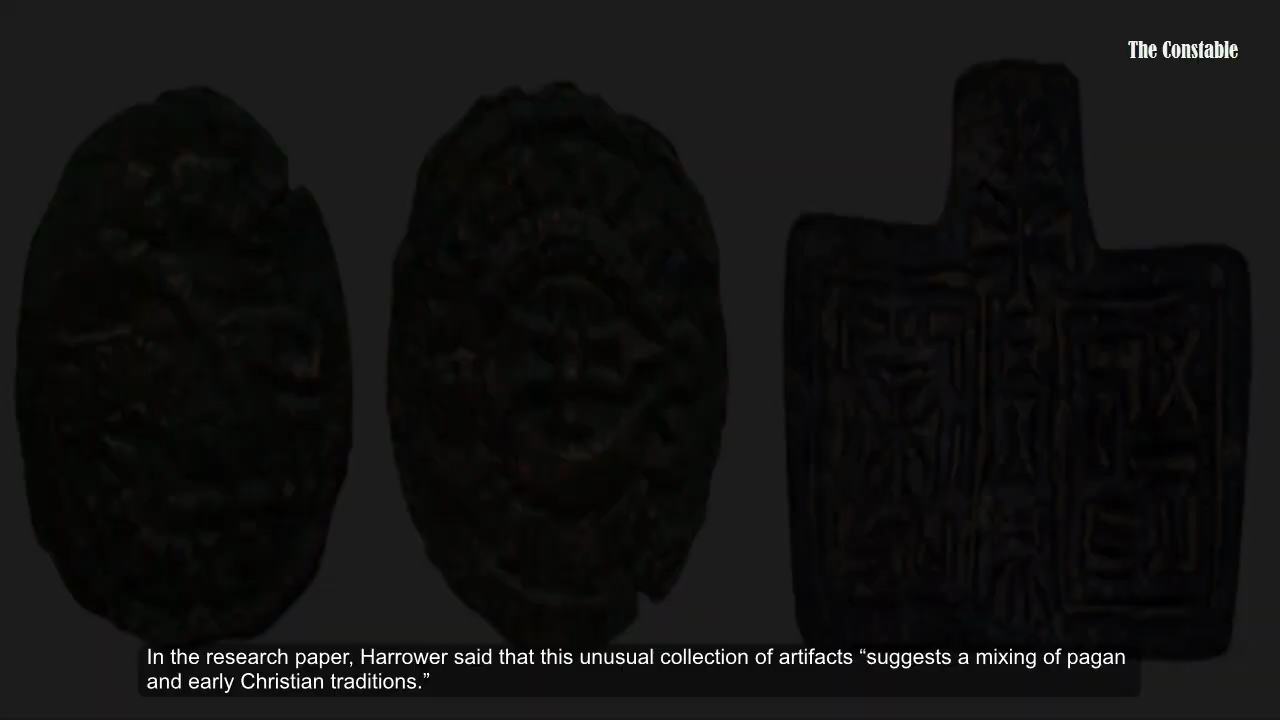 The Constable
In the research paper, Harrower said that this unusual collection of artifacts “suggests a mixing of pagan
and early Christian traditions.”